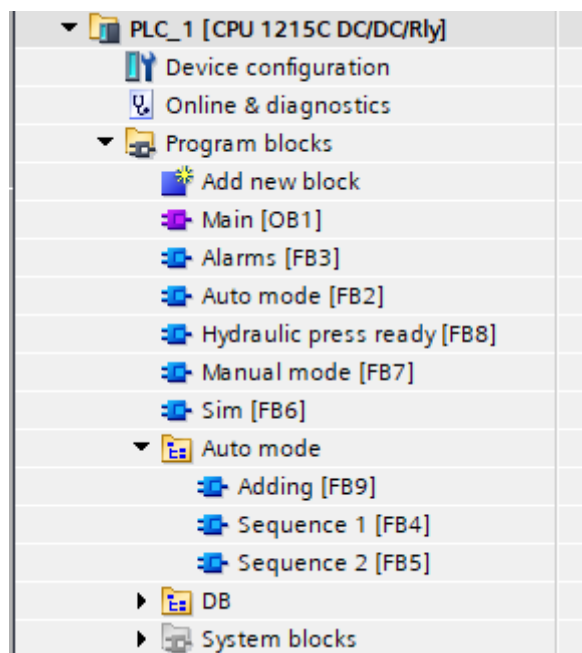 PLC_1 [CPU 1215C DC/DC/Rly]
Device configuration
Online & diagnostics
Program blocks
Add new block
Main [OB1]
Alarms [FB3]
Auto mode [FB2]
Hydraulic press ready [FB8]
Manual mode [FB7]
Sim [FB6]
Auto mode
Adding [FB9]
Sequence 1 [FB4]
Sequence 2 [FB5]
DB
System blocks